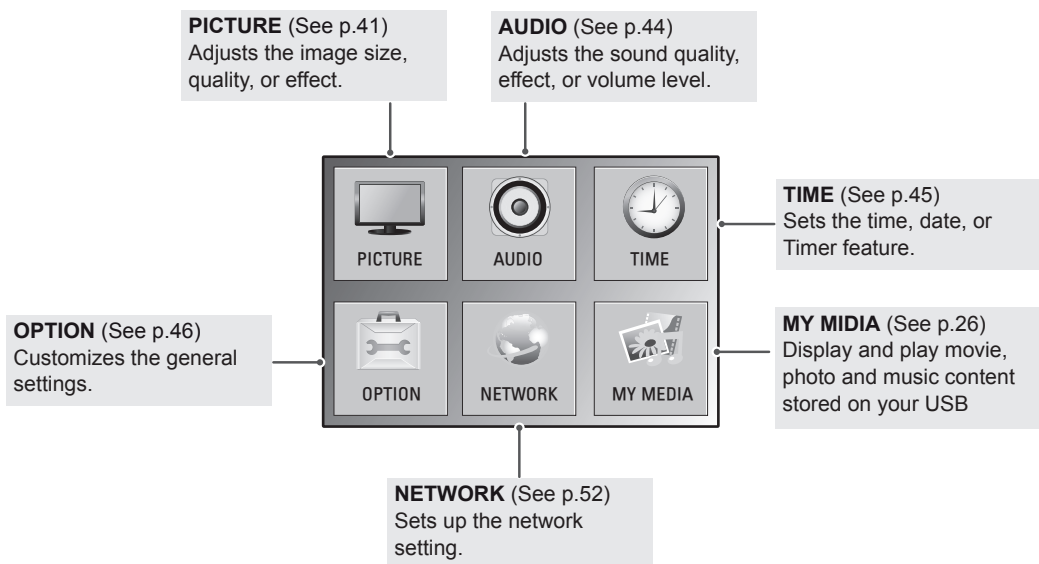 PICTURE (See p.41)
Adjusts the image size,
quality, or effect.
AUDIO (See p.44)
Adjusts the sound quality,
effect, or volume level.
PICTURE
AUDIO
TIME
TIME (See p.45)
Sets the time, date, or
Timer feature.
OPTION (See p.46)
Customizes the general
settings.
OPTION
NETWORK
MY MEDIA
MY MIDIA (See p.26)
Display and play movie,
photo and music content
stored on your USB
NETWORK (See p.52)
Sets up the network
setting.